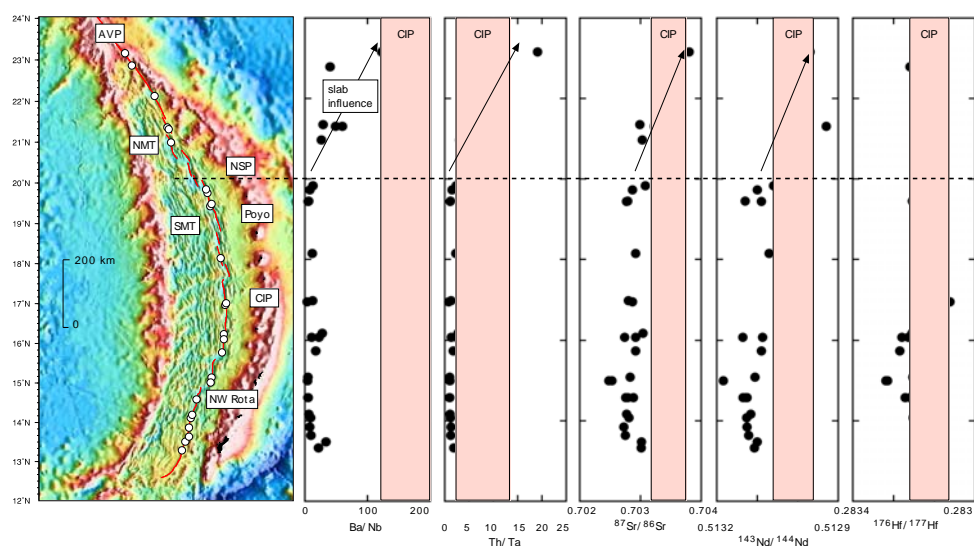 24°N
23°N
22°N
21°N
20°N
19°N
18°N
17°N
16°N
15°N
14°N
13°N
12°N
AVP
NMT
NSP
SMT
Poyo
200 km
0
CIP
NW Rota
CIP
slab
influence
0 100 200
Ba/ Nb
CIP
0 5 10 15 20 25
Th/ Ta
CIP
0.702 0.703 0.704
87Sr/ 86Sr
CIP
0.5132 0.5129
143Nd/ 144Nd
CIP
0.2834 0.283
176Hf/ 177Hf